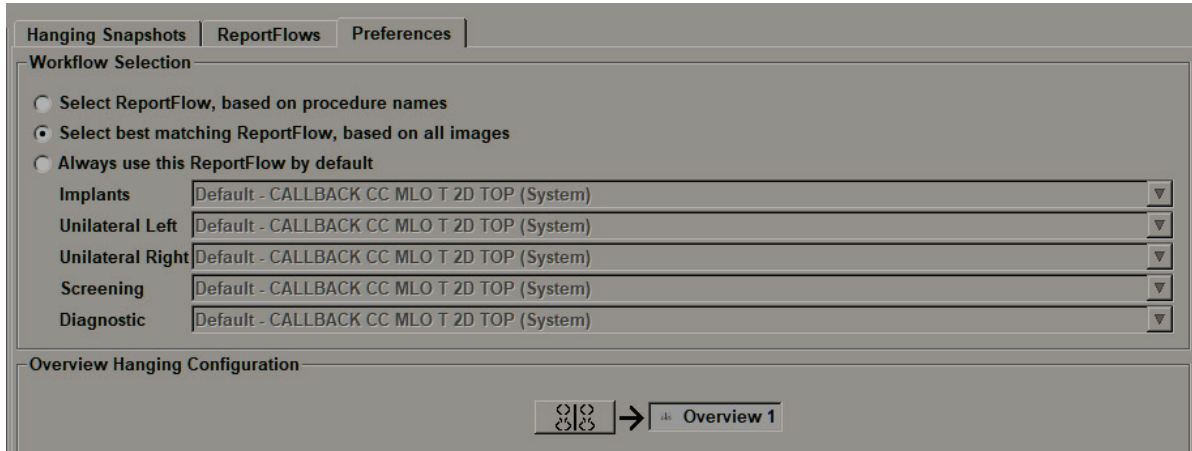 Hanging Snapshots ReportFlows Preferences
Workflow Selection
Select ReportFlow, based on procedure names
Select best matching ReportFlow, based on all images
Always use this ReportFlow by default
Implants Default - CALLBACK CC MLO T 2D TOP (System)
Unilateral Left Default - CALLBACK CC MLO T 2D TOP (System)
Unilateral Right Default - CALLBACK CC MLO T 2D TOP (System)
Screening Default - CALLBACK CC MLO T 2D TOP (System)
Diagnostic Default - CALLBACK CC MLO T 2D TOP (System)
Overview Hanging Configuration
Overview 1